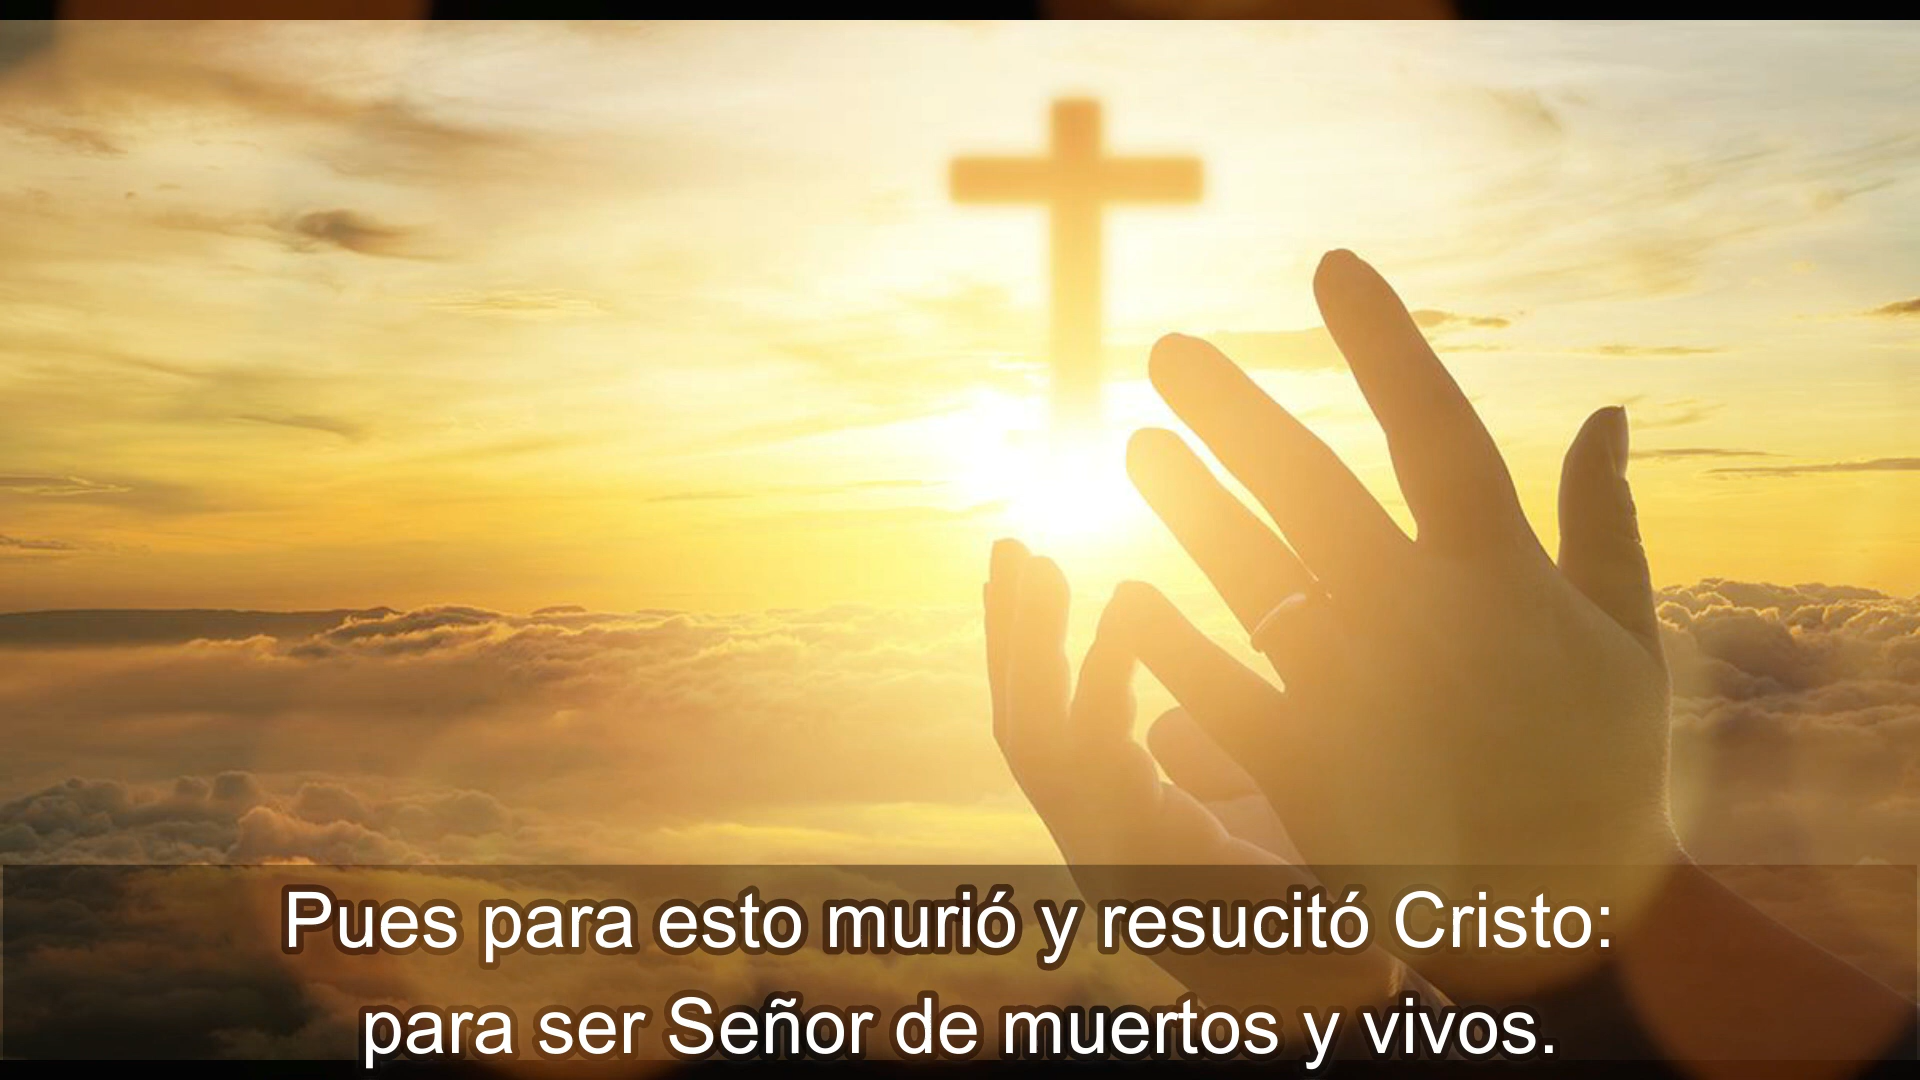 Pues para esto murió y resucitó Cristo:
para ser Señor de muertos y vivos.